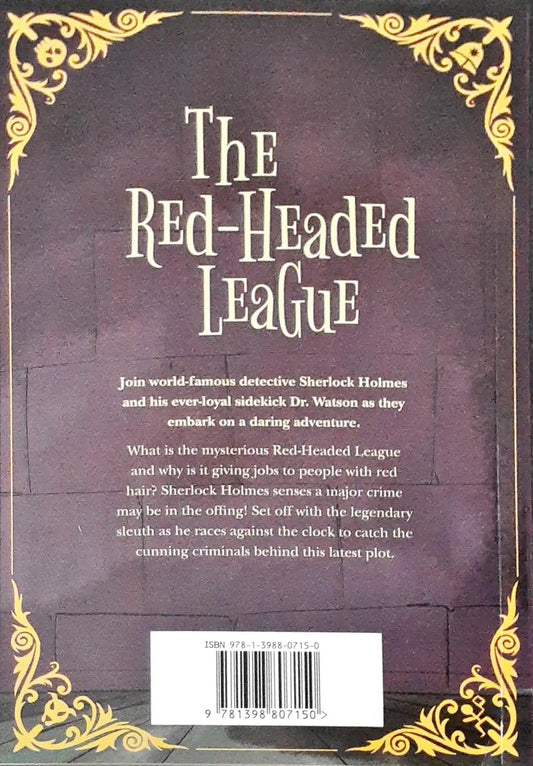 The
Red-Headed
League
Join world-famous detective Sherlock Holmes
and his ever-loyal sidekick Dr. Watson as they
embark on a daring adventure.
What is the mysterious Red-Headed League
and why is it giving jobs to people with red
hair? Sherlock Holmes senses a major crime
may be in the offing! Set off with the legendary
sleuth as he races against the clock to catch the
cunning criminals behind this latest plot.
ISBN 978-1-3988-0715-0
9 781398 807150 >